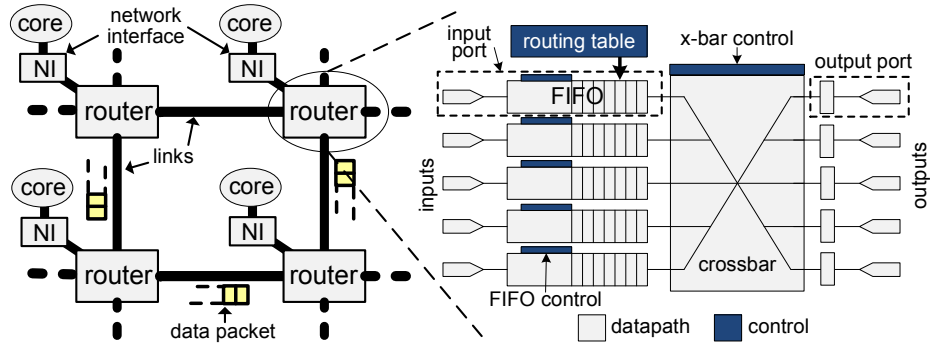 core
network
interface
core
NI
NI
router
router
links
core
core
NI
NI
router
router
data packet
input
port
routing table
x-bar control
output port
FIFO
inputs
outputs
crossbar
FIFO control
datapath
control